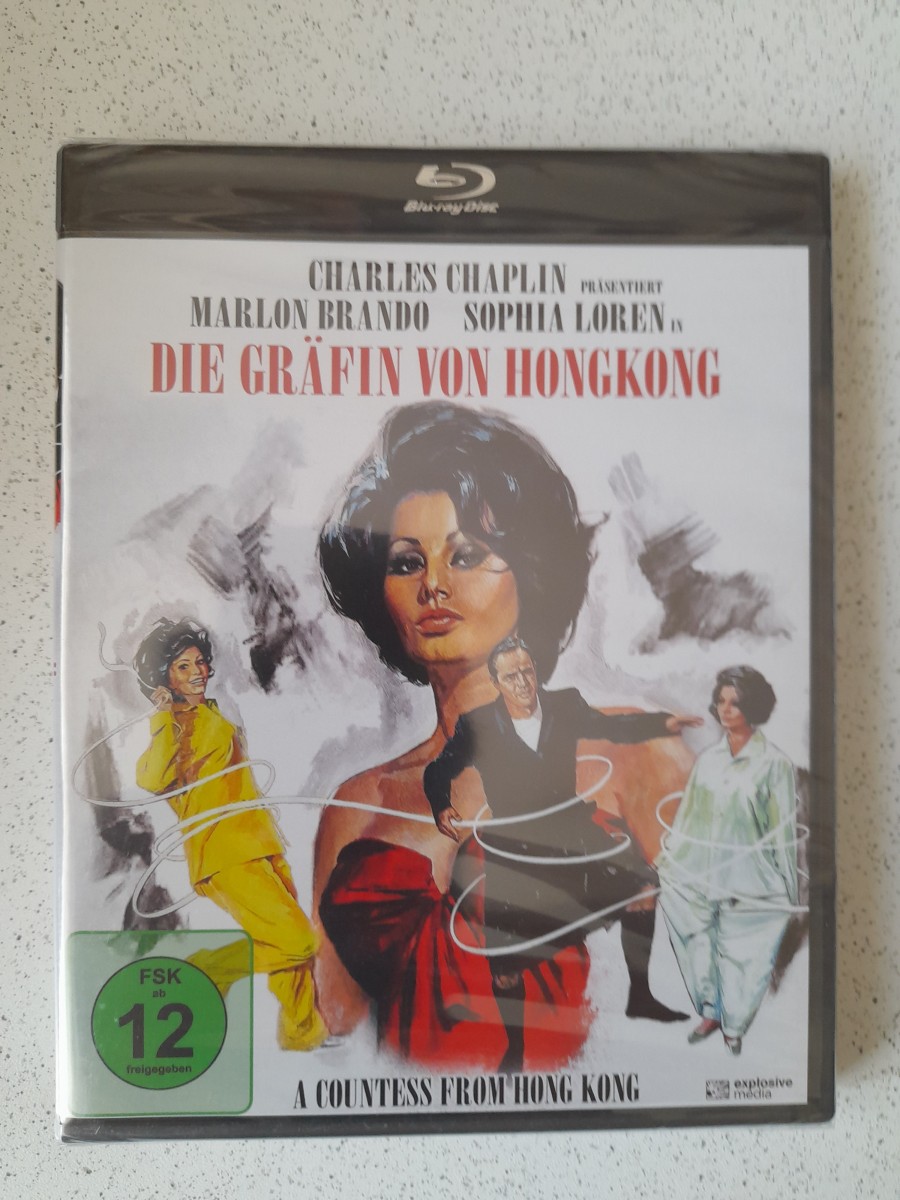 Blu-ray Disc
CHARLES CHAPLIN PRÄSENTIERT
MARLON BRANDO SOPHIA LOREN IN
DIE GRÄFIN VON HONGKONG
FSK
ab
12
freigegeben
A COUNTESS FROM HONG KONG
explosive
media